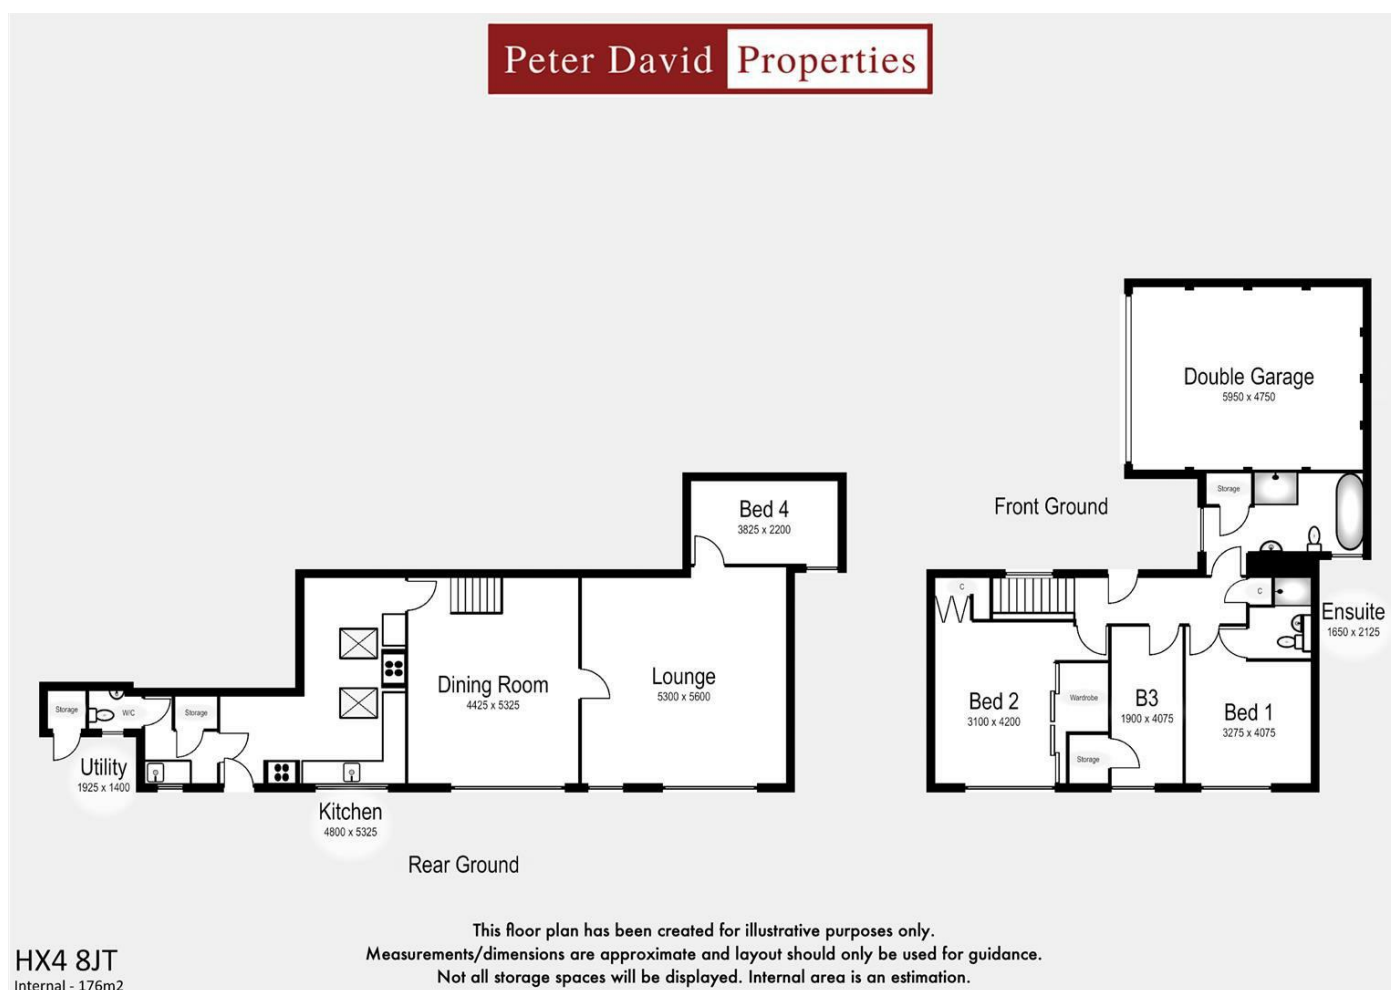 Peter David Properties
Double Garage
5950 x 4750
Storage
Front Ground
Bed 4
3825 x 2200
C
C
Ensuite
1650 x 2125
Dining Room
4425 x 5325
Lounge
5300 x 5600
Bed 2
3100 x 4200
Wardrobe
B3
1900 x 4075
Bed 1
3275 x 4075
Storage
Storage
W/C
Storage
Utility
1925 x 1400
Kitchen
4800 x 5325
Rear Ground
This floor plan has been created for illustrative purposes only.
Measurements/dimensions are approximate and layout should only be used for guidance.
Not all storage spaces will be displayed. Internal area is an estimation.
HX4 8JT
Internal - 176m2